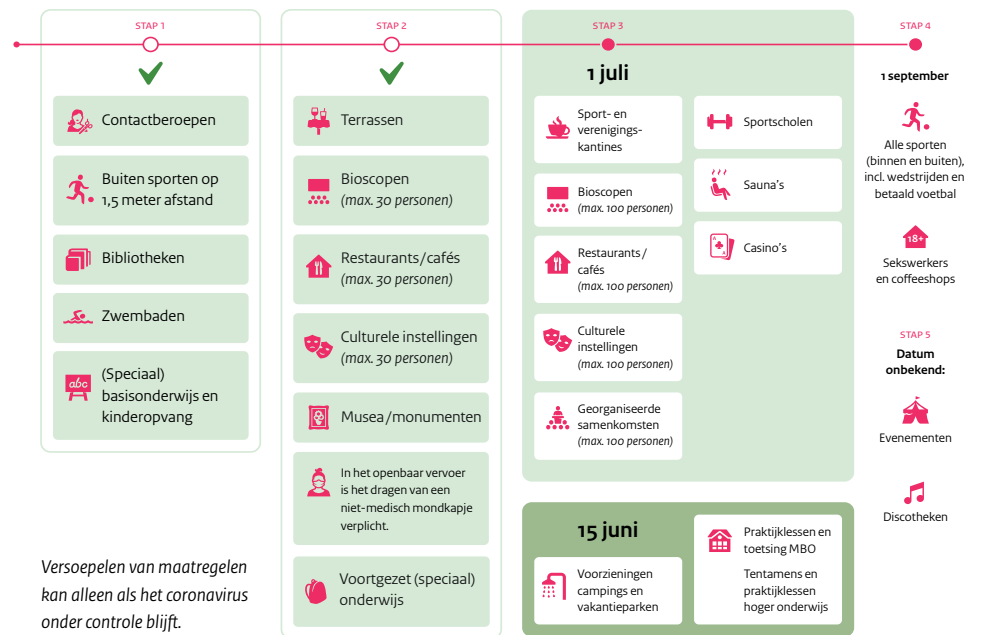 STAP 1
Contactberoepen
Buiten sporten op
1,5 meter afstand
Bibliotheken
Zwembaden
abc
(Speciaal)
basisonderwijs en
kinderopvang
Versoepelen van maatregelen
kan alleen als het coronavirus
onder controle blijft.
STAP 2
Terrassen
Bioscopen
(max. 30 personen)
Restaurants/cafés
(max. 30 personen)
Culturele instellingen
(max. 30 personen)
Musea/monumenten
In het openbaar vervoer
is het dragen van een
niet-medisch mondkapje
verplicht.
Voortgezet (speciaal)
onderwijs
STAP 3
1 juli
Sport- en
verenigings-
kantines
Bioscopen
(max. 100 personen)
Restaurants/
cafés
(max. 100 personen)
Culturele
instellingen
(max. 100 personen)
Georganiseerde
samenkomsten
(max. 100 personen)
Sportscholen
Sauna's
A
Casino's
15 juni
Voorzieningen
campings en
vakantieparken
Praktijklessen en
toetsing MBO
Tentamens en
praktijklessen
hoger onderwijs
STAP 4
1 september
Alle sporten
(binnen en buiten),
incl. wedstrijden en
betaald voetbal
18+
Sekswerkers
en coffeeshops
STAP 5
Datum
onbekend:
Evenementen
Discotheken